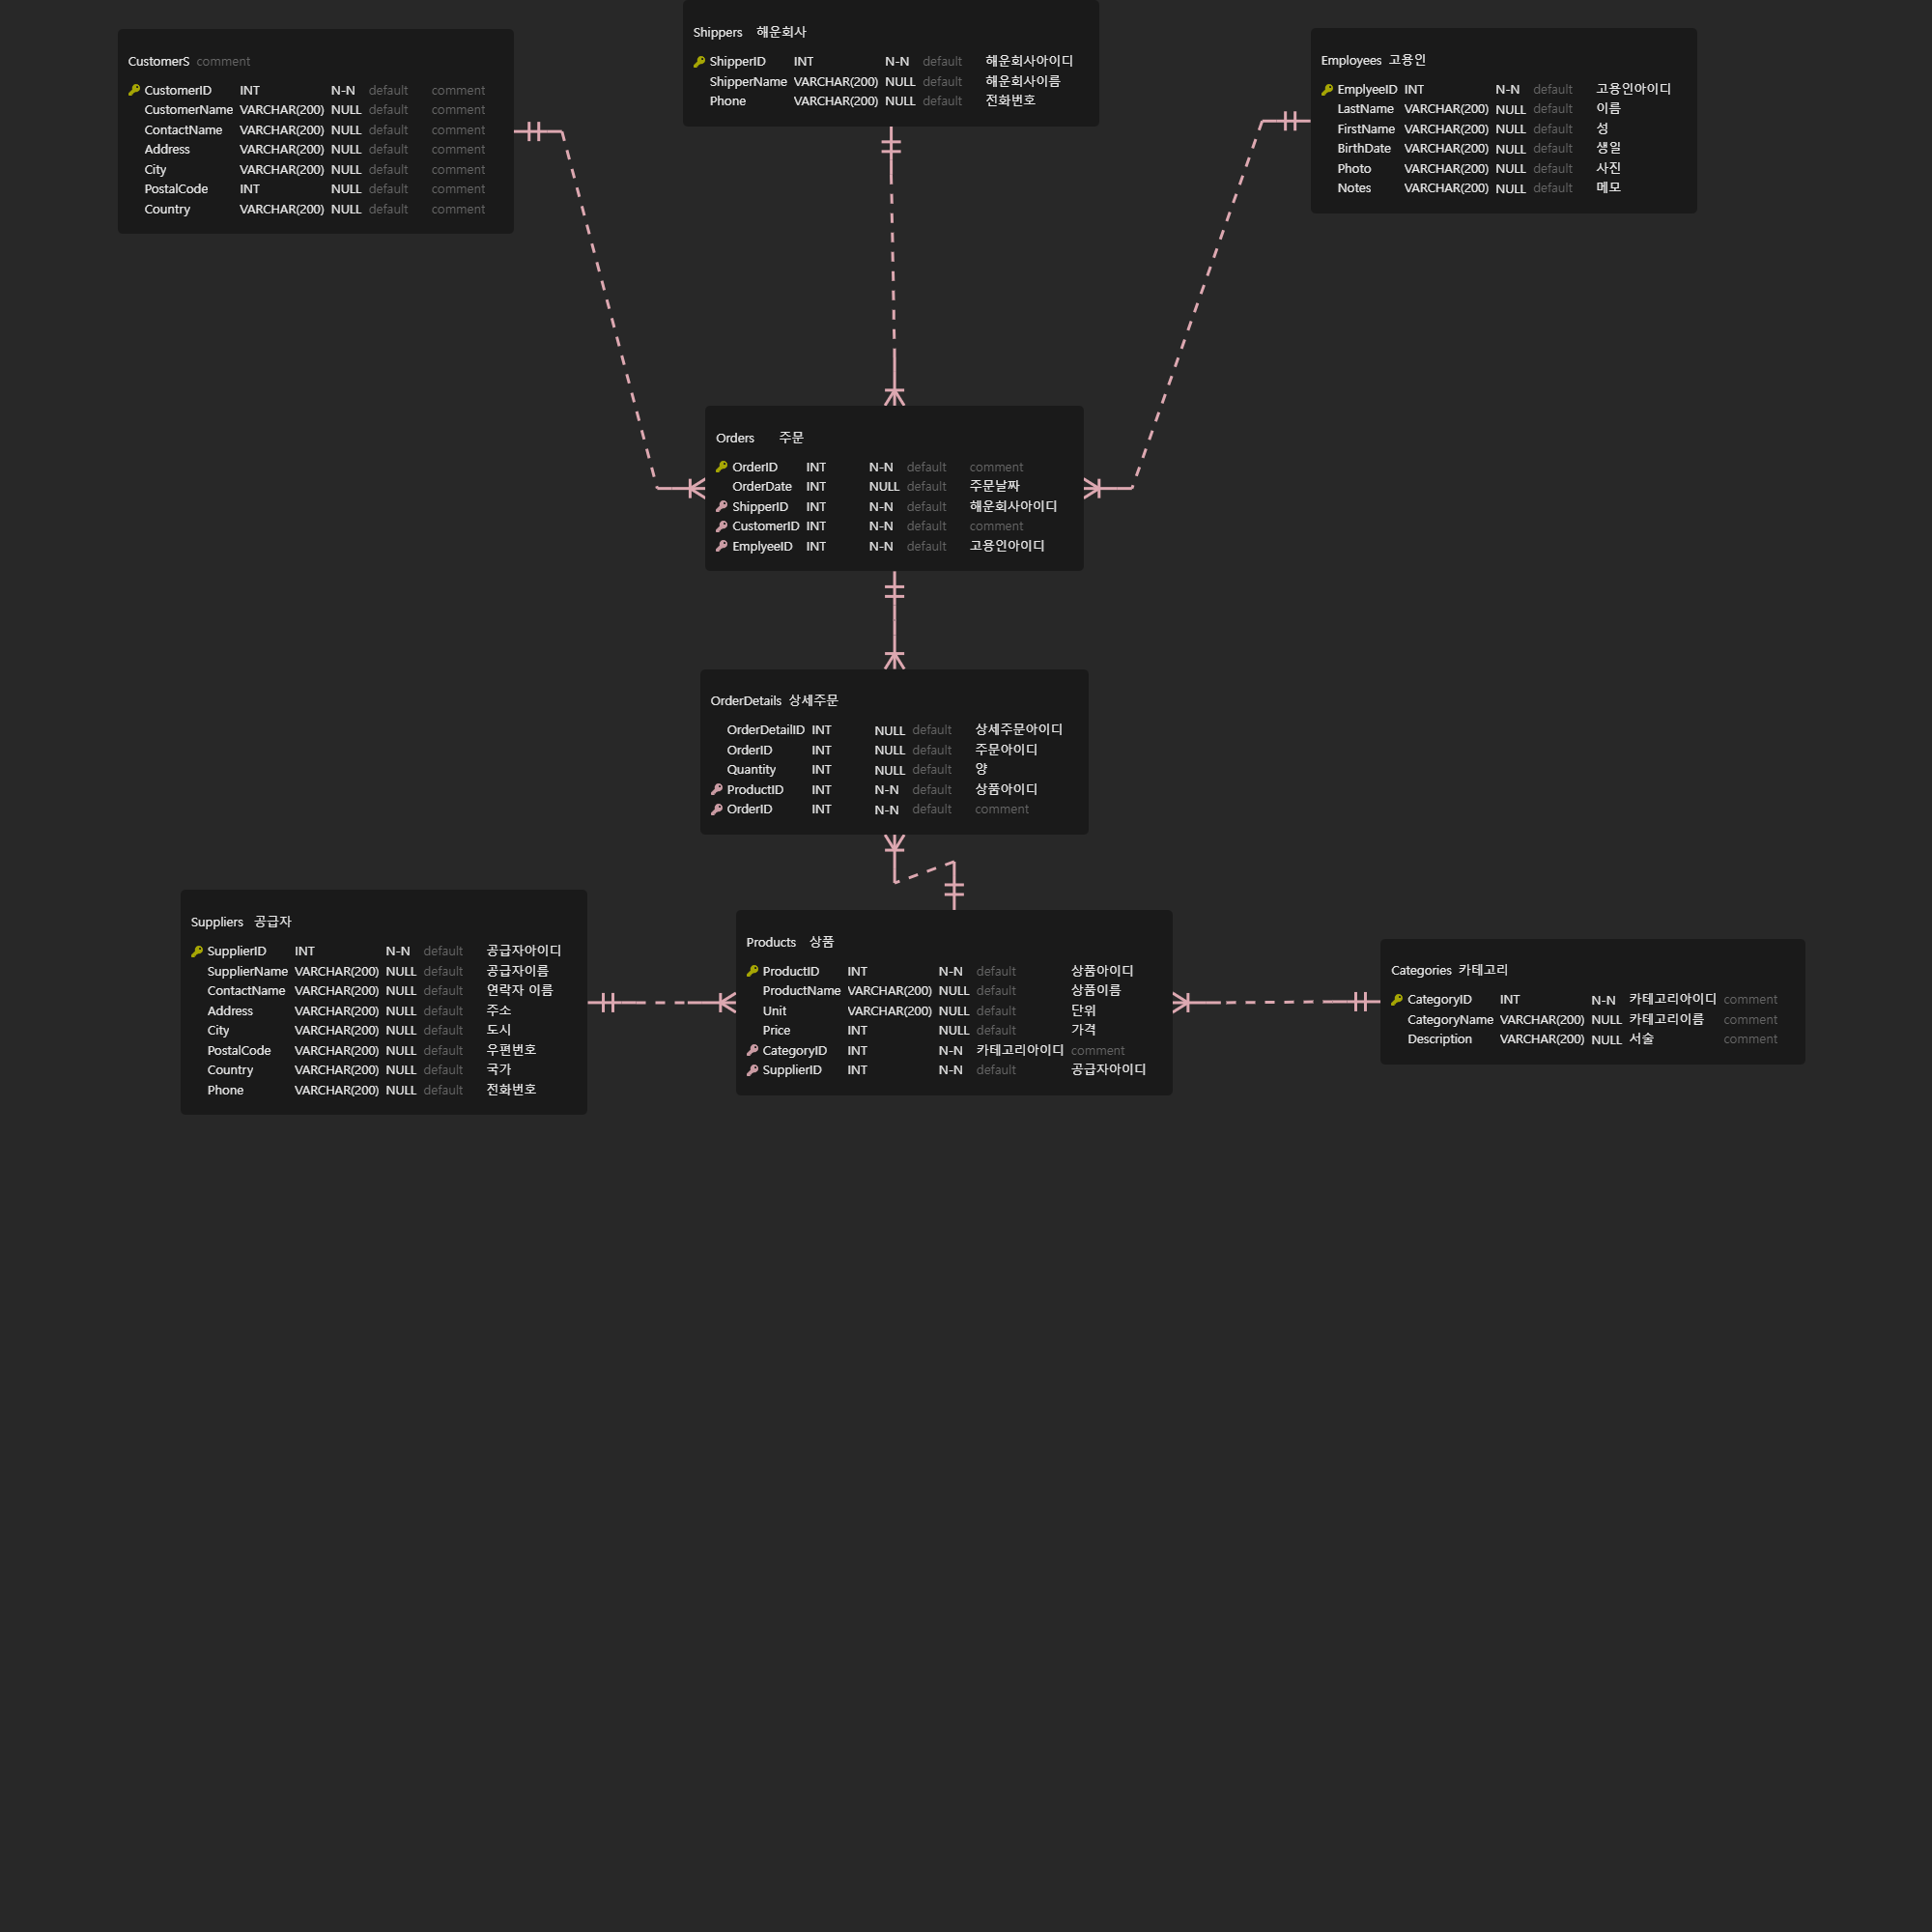 CustomerS comment
CustomerID INT N-N default comment
CustomerName VARCHAR(200) NULL default comment
ContactName VARCHAR(200) NULL default comment
Address VARCHAR(200) NULL default comment
City VARCHAR(200) NULL default comment
PostalCode INT NULL default comment
Country VARCHAR(200) NULL default comment
Shippers 해운회사
ShipperID INT N-N default 해운회사아이디
ShipperName VARCHAR(200) NULL default 해운회사이름
Phone VARCHAR(200) NULL default 전화번호
Employees 고용인
EmplyeeID INT N-N default 고용인아이디
LastName VARCHAR(200) NULL default 이름
FirstName VARCHAR(200) NULL default 성
BirthDate VARCHAR(200) NULL default 생일
Photo VARCHAR(200) NULL default 사진
Notes VARCHAR(200) NULL default 메모
Orders 주문
OrderID INT N-N default comment
OrderDate INT NULL default 주문날짜
ShipperID INT N-N default 해운회사아이디
CustomerID INT N-N default comment
EmplyeeID INT N-N default 고용인아이디
OrderDetails 상세주문
OrderDetailID INT NULL default 상세주문아이디
OrderID INT NULL default 주문아이디
Quantity INT NULL default 양
ProductID INT N-N default 상품아이디
OrderID INT N-N default comment
Suppliers 공급자
SupplierID INT N-N default 공급자아이디
SupplierName VARCHAR(200) NULL default 공급자이름
ContactName VARCHAR(200) NULL default 연락자 이름
Address VARCHAR(200) NULL default 주소
City VARCHAR(200) NULL default 도시
PostalCode VARCHAR(200) NULL default 우편번호
Country VARCHAR(200) NULL default 국가
Phone VARCHAR(200) NULL default 전화번호
Products 상품
ProductID INT N-N default 상품아이디
ProductName VARCHAR(200) NULL default 상품이름
Unit VARCHAR(200) NULL default 단위
Price INT NULL default 가격
CategoryID INT N-N 카테고리아이디 comment
SupplierID INT N-N default 공급자아이디
Categories 카테고리
CategoryID INT N-N 카테고리아이디 comment
CategoryName VARCHAR(200) NULL 카테고리이름 comment
Description VARCHAR(200) NULL 서술 comment